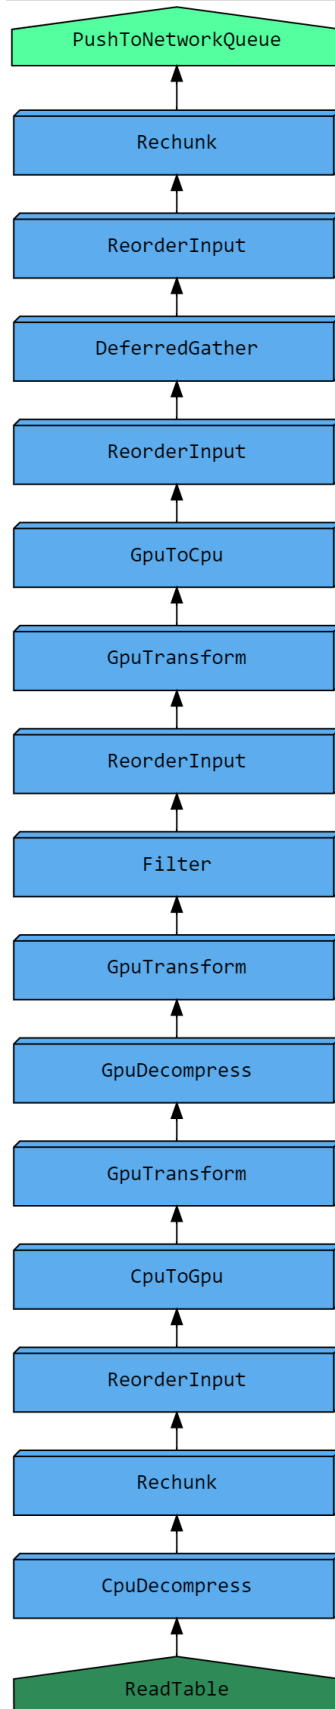 PushToNetworkQueue
Rechunk
ReorderInput
DeferredGather
ReorderInput
GpuToCpu
GpuTransform
ReorderInput
Filter
GpuTransform
GpuDecompress
GpuTransform
CpuToGpu
ReorderInput
Rechunk
CpuDecompress
ReadTable